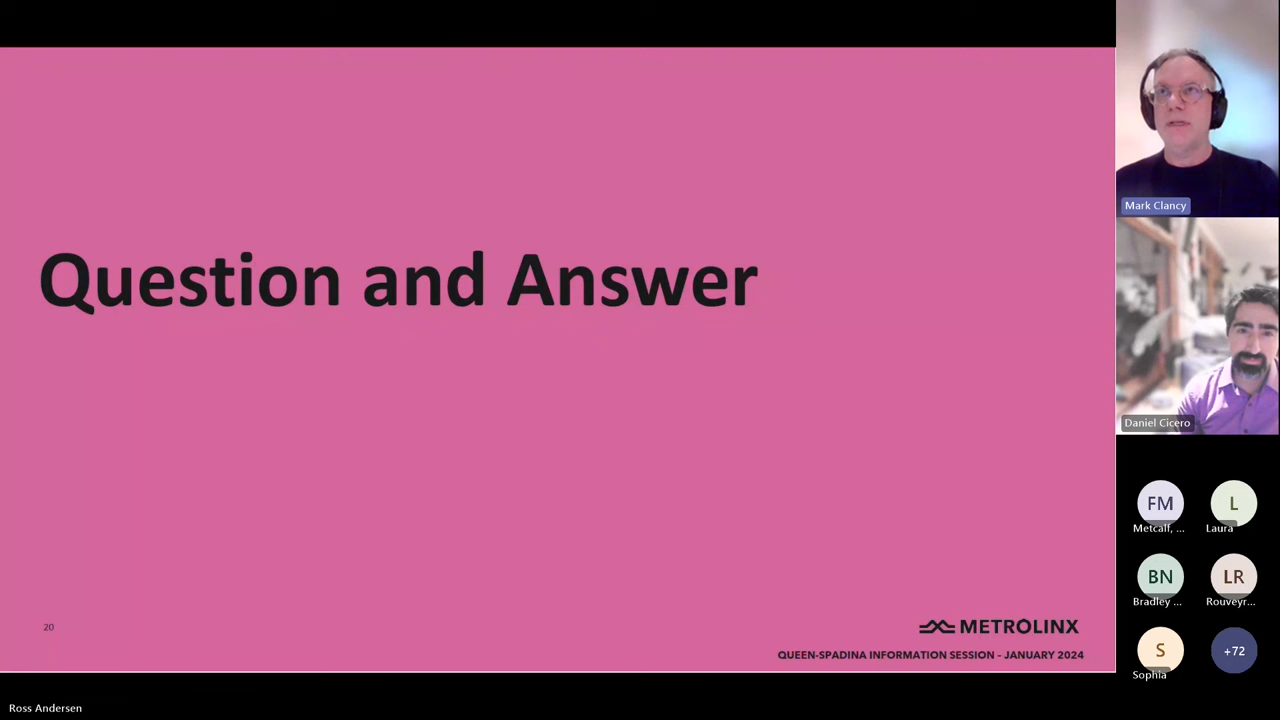 Question and Answer
20
METROLINX
QUEEN-SPADINA INFORMATION SESSION – JANUARY 2024
Ross Andersen
Mark Clancy
Daniel Cicero
FM
Metcalf, ...
L
Laura
BN
Bradley ...
LR
Rouveyr...
S
Sophia
+72